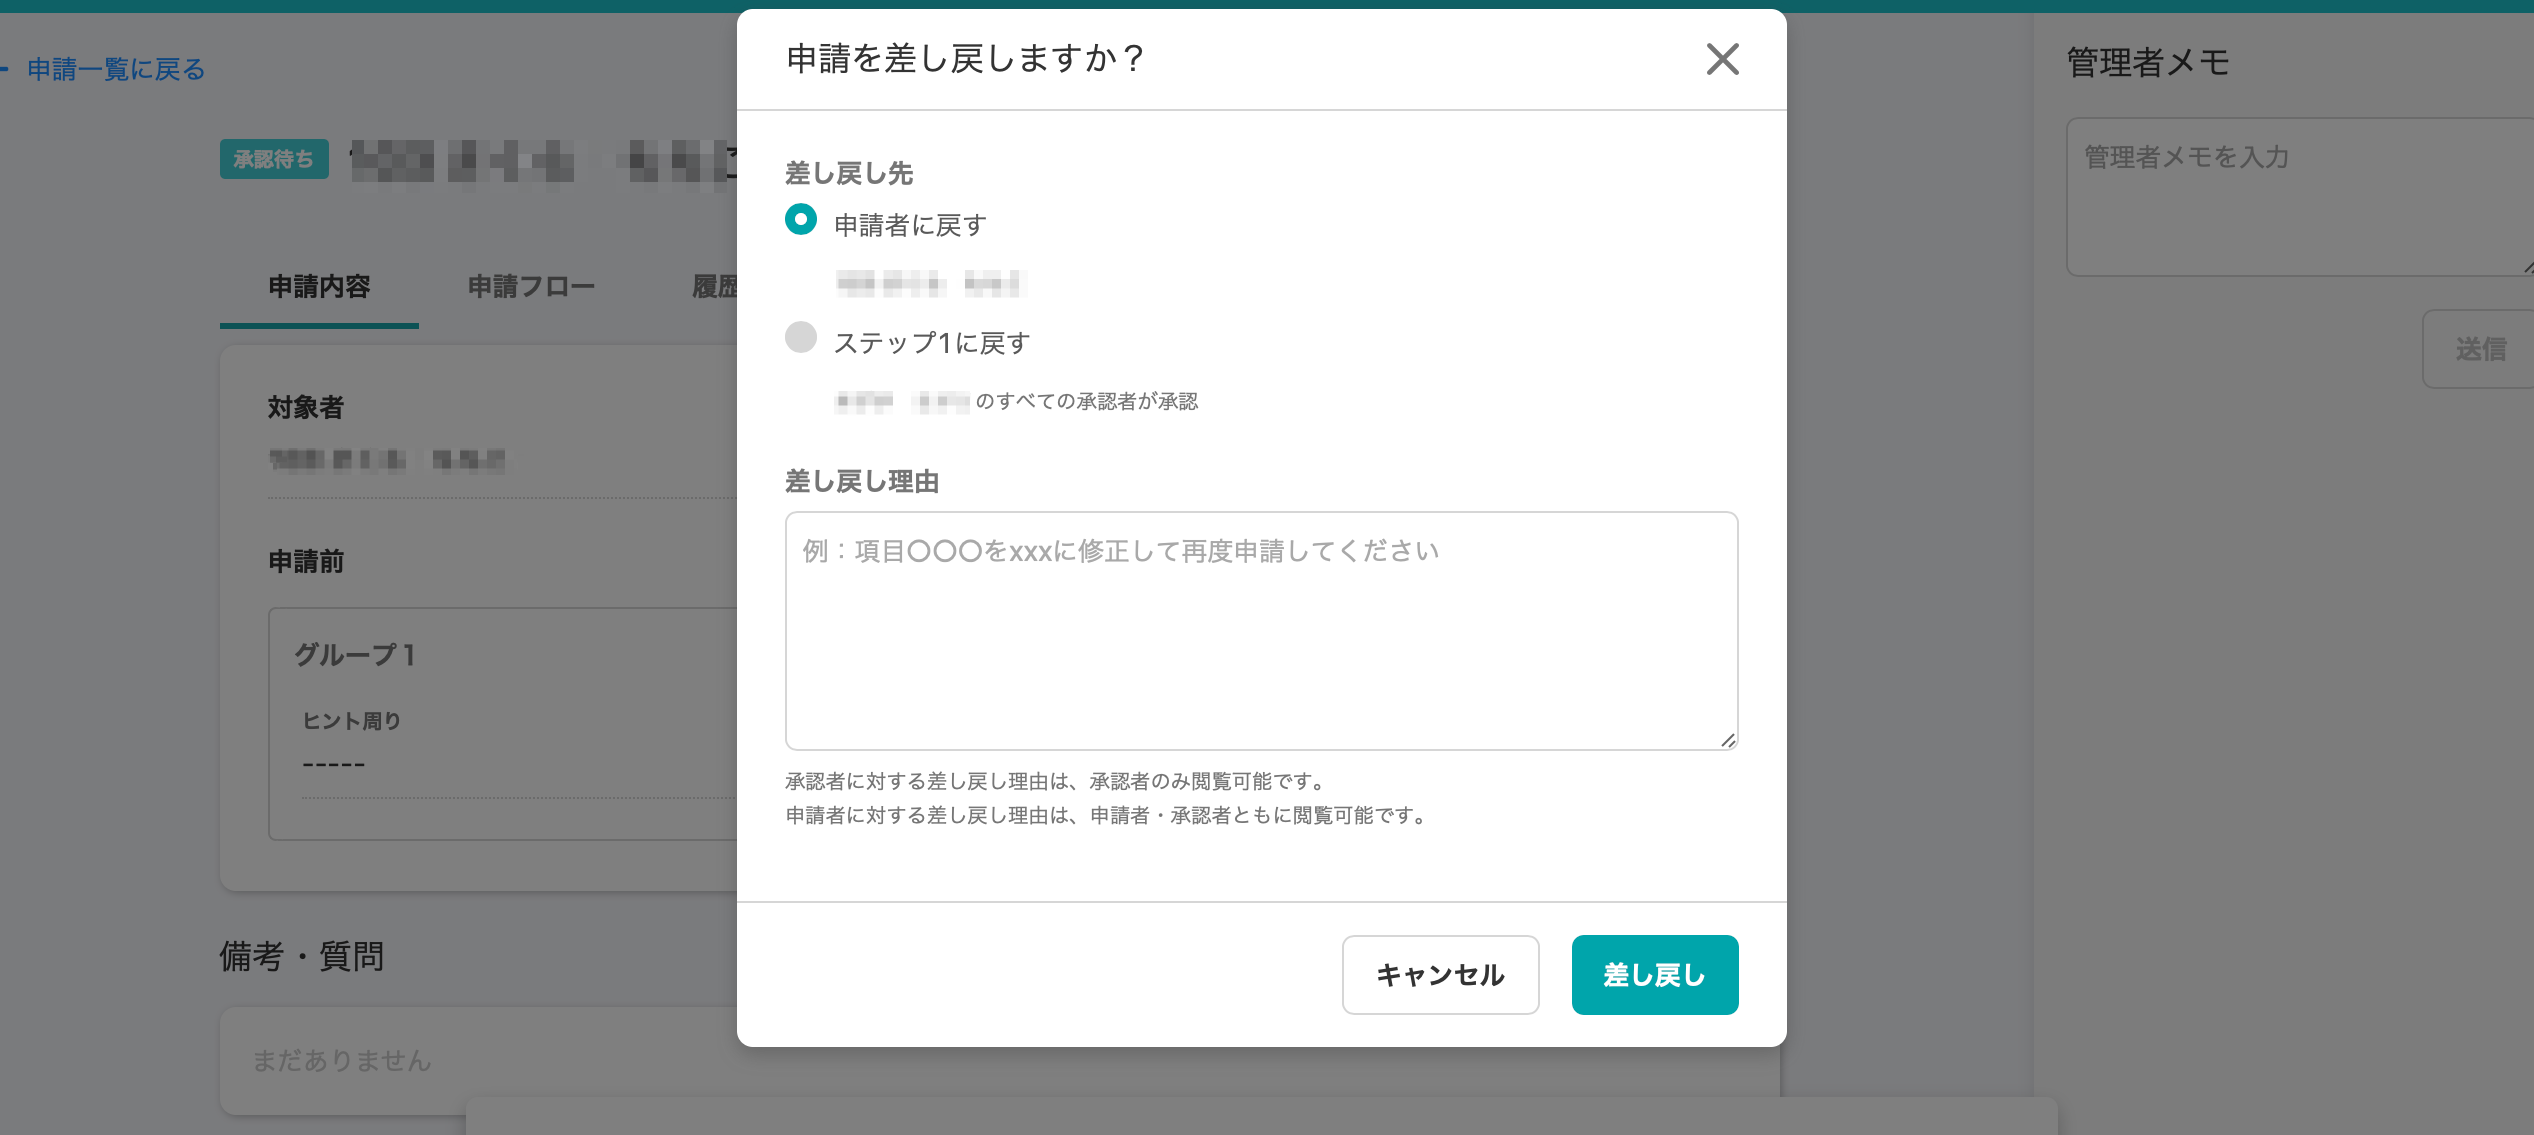 申請一覧に戻る
承認待ち
申請内容
申請フロー
履歴
対象者
申請前
グループ1
ヒント周り
-----
備考・質問
まだありません
申請を差し戻しますか？
差し戻し先
申請者に戻す
ステップ1に戻す
のすべての承認者が承認
差し戻し理由
例：項目〇〇〇をxxxに修正して再度申請してください
承認者に対する差し戻し理由は、承認者のみ閲覧可能です。
申請者に対する差し戻し理由は、申請者・承認者ともに閲覧可能です。
キャンセル
差し戻し
管理者メモ
管理者メモを入力
送信